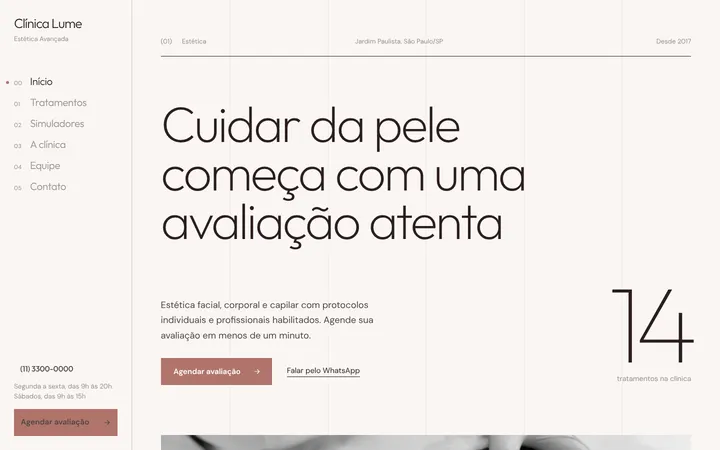 Clínica Lume
Estética Avançada
00 Início
01 Tratamentos
02 Simuladores
03 A clínica
04 Equipe
05 Contato
(11) 3300-0000
Segunda a sexta, das 9h às 20h
Sábados, das 9h às 15h
Agendar avaliação →
(01) Estética
Jardim Paulista, São Paulo/SP
Desde 2017
Cuidar da pele
começa com uma
avaliação atenta
Estética facial, corporal e capilar com protocolos
individuais e profissionais habilitados. Agende sua
avaliação em menos de um minuto.
Agendar avaliação →
Falar pelo WhatsApp
14
tratamentos na clínica